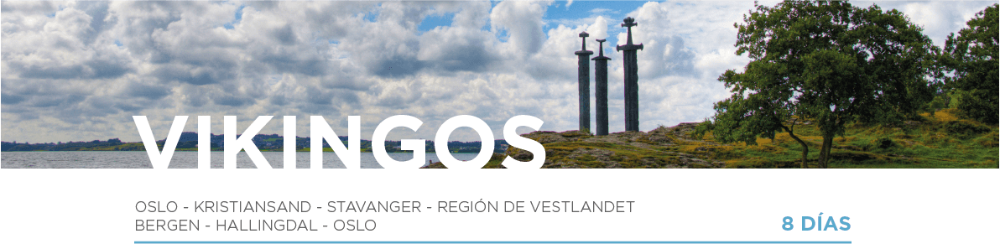 VIKINGOS
OSLO - KRISTIANSAND - STAVANGER - REGIÓN DE VESTLANDET
BERGEN - HALLINGDAL - OSLO
8 DÍAS